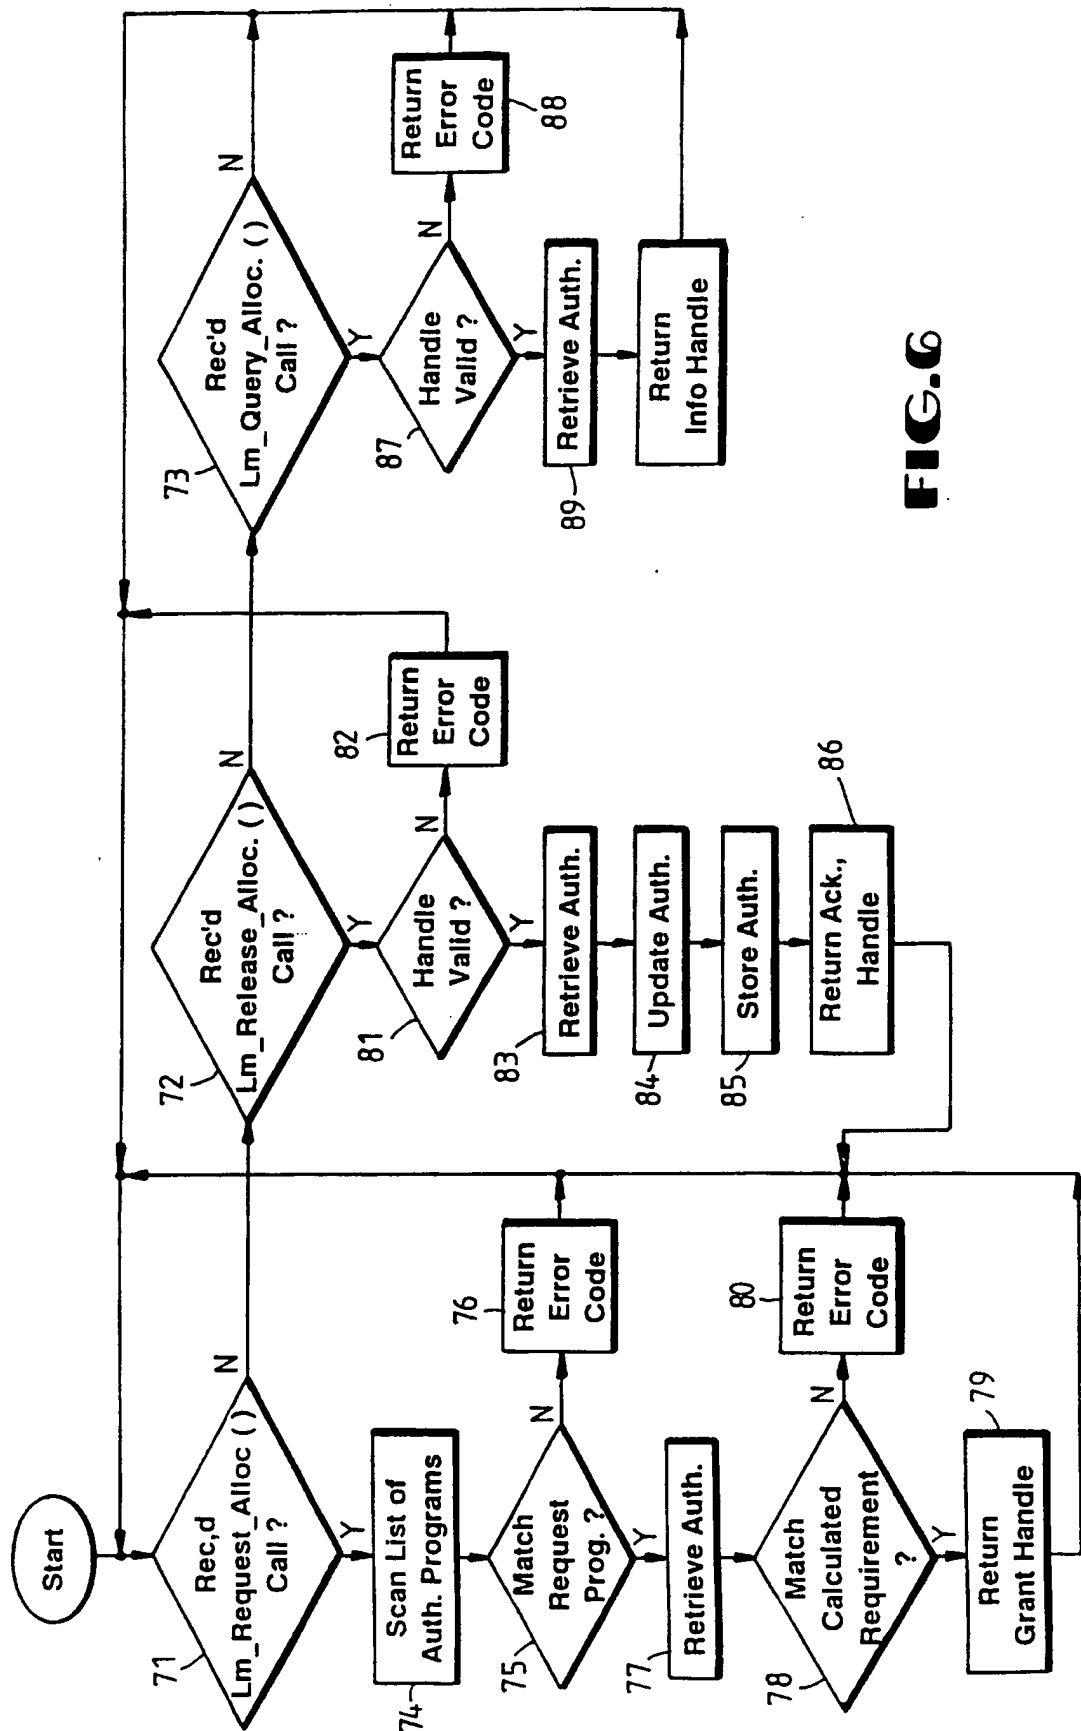 Start
71
Rec,d
Lm_Request_Alloc ( )
Call ?
N
Y
74
Scan List of
Auth. Programs
75
Match
Request
Prog. ?
N
Y
76
Return
Error
Code
77
Retrieve Auth.
78
Match
Calculated
Requirement
?
N
Y
80
Return
Error
Code
79
Return
Grant Handle
72
Rec'd
Lm_Release_Alloc. ( )
Call ?
N
Y
81
Handle
Valid ?
N
Y
82
Return
Error
Code
83
Retrieve Auth.
84
Update Auth.
85
Store Auth.
86
Return Ack.,
Handle
73
Rec'd
Lm_Query_Alloc. ( )
Call ?
N
Y
87
Handle
Valid ?
N
Y
88
Return
Error
Code
89
Retrieve Auth.
Return
Info Handle
FIG.6